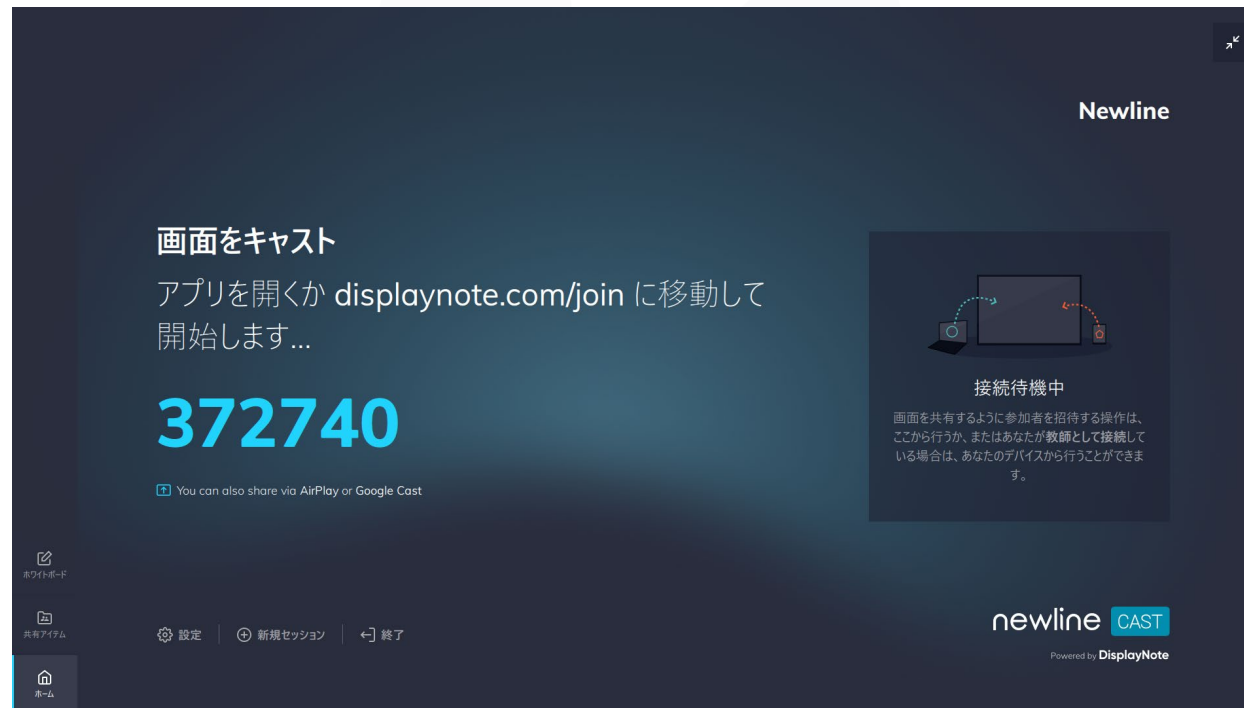 Newline
画面をキャスト
アプリを開くか displaynote.com/join に移動して
開始します...
372740
You can also share via AirPlay or Google Cast
接続待機中
画面を共有するように参加者を招待する操作は、
ここから行うか、またはあなたが教師として接続して
いる場合は、あなたのデバイスから行うことができま
す。
ホワイトボード
共有アイテム
ホーム
設定
新規セッション
終了
newline CAST
Powered by DisplayNote